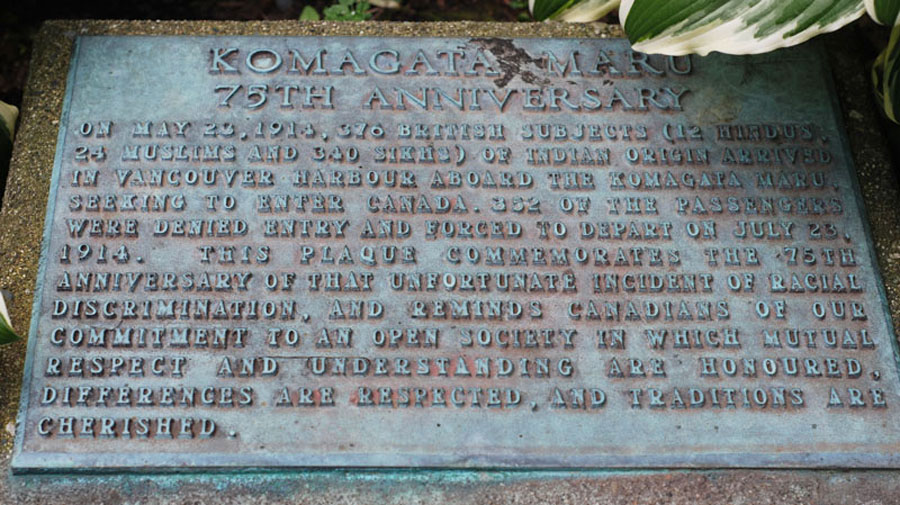 KOMAGATA MARU
75TH ANNIVERSARY
ON MAY 23, 1914, 376 BRITISH SUBJECTS (12 HINDUS,
24 MUSLIMS AND 340 SIKHS) OF INDIAN ORIGIN ARRIVED
IN VANCOUVER HARBOUR ABOARD THE KOMAGATA MARU,
SEEKING TO ENTER CANADA. 352 OF THE PASSENGERS
WERE DENIED ENTRY AND FORCED TO DEPART ON JULY 23,
1914. THIS PLAQUE COMMEMORATES THE 75TH
ANNIVERSARY OF THAT UNFORTUNATE INCIDENT OF RACIAL
DISCRIMINATION, AND REMINDS CANADIANS OF OUR
COMMITMENT TO AN OPEN SOCIETY IN WHICH MUTUAL
RESPECT AND UNDERSTANDING ARE HONOURED,
DIFFERENCES ARE RESPECTED, AND TRADITIONS ARE
CHERISHED.